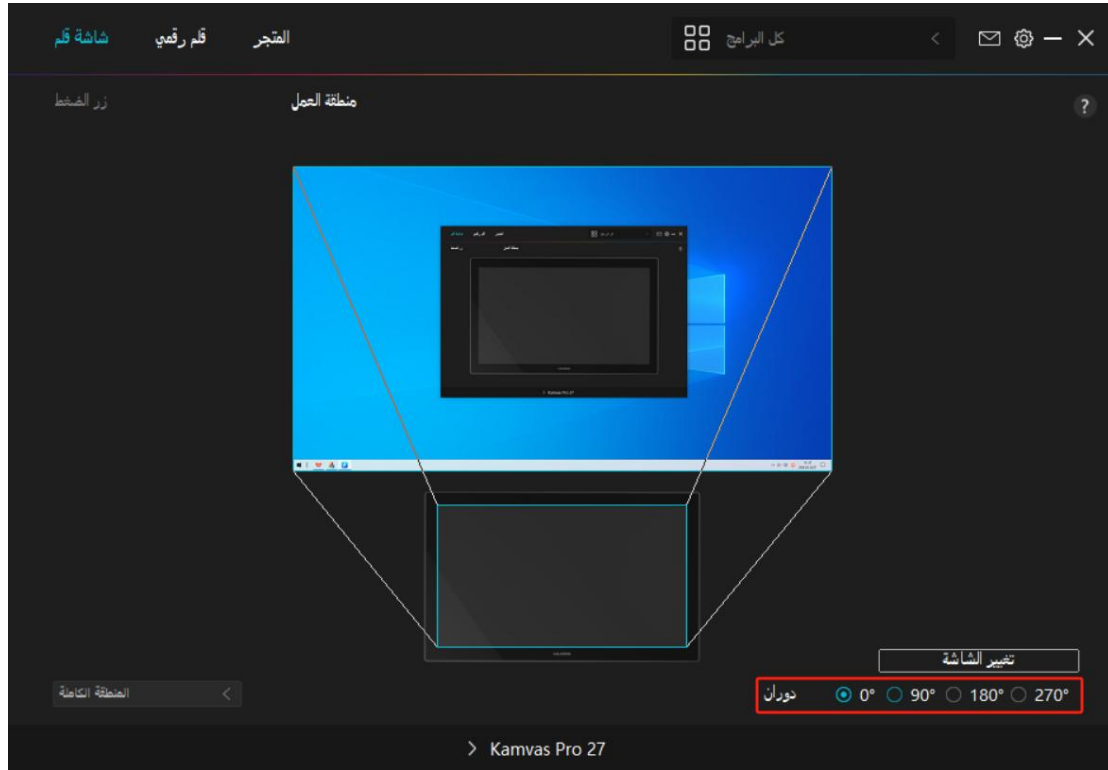 شاشة قلم
قلم رقمي
المتجر
كل البرامج
زر الضغط
منطقة العمل
?
تغيير الشاشة
المنطقة الكاملة
دوران 0° 90° 180° 270°
Kamvas Pro 27